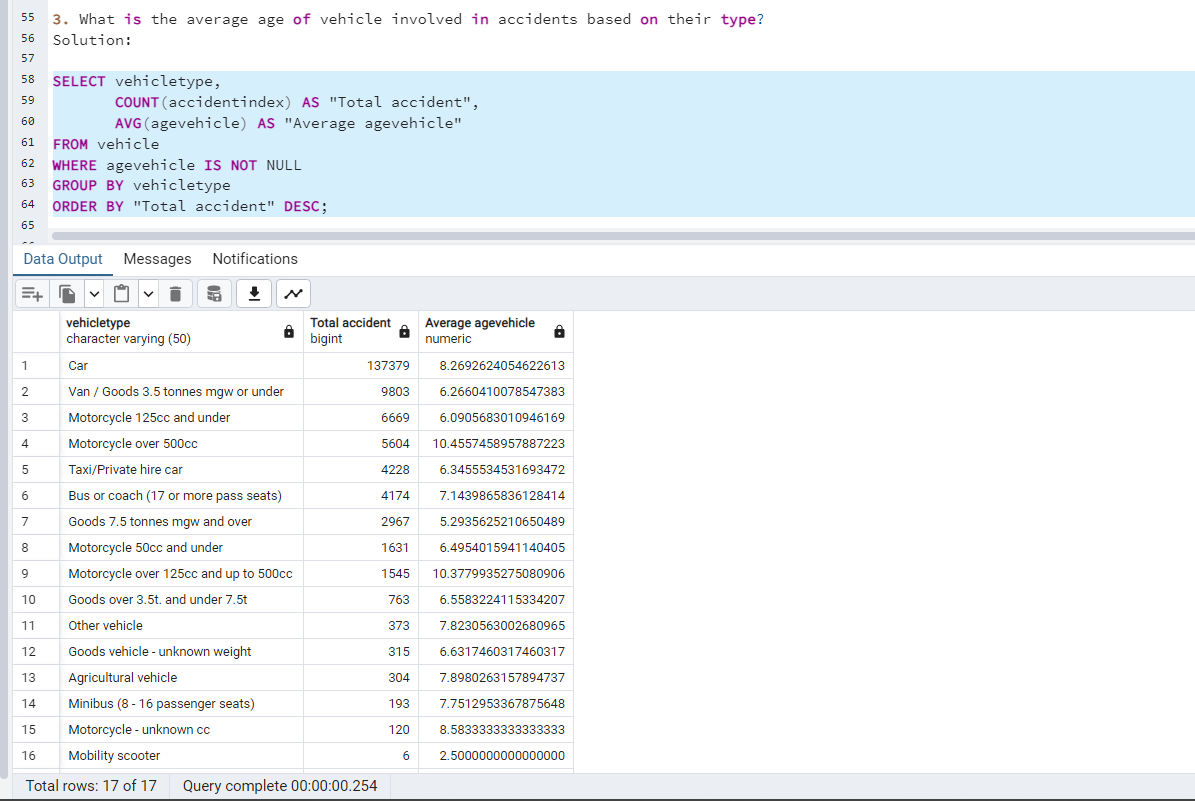 55 3. What is the average age of vehicle involved in accidents based on their type?
56 Solution:
57
58 SELECT vehicletype,
59 COUNT(accidentindex) AS "Total accident",
60 AVG(agevehicle) AS "Average agevehicle"
61 FROM vehicle
62 WHERE agevehicle IS NOT NULL
63 GROUP BY vehicletype
64 ORDER BY "Total accident" DESC;
65
Data Output Messages Notifications
vehicletype Total accident Average agevehicle
character varying (50) bigint numeric
1 Car 137379 8.2692624054622613
2 Van / Goods 3.5 tonnes mgw or under 9803 6.2660410078547383
3 Motorcycle 125cc and under 6669 6.0905683010946169
4 Motorcycle over 500cc 5604 10.4557458957887223
5 Taxi/Private hire car 4228 6.3455534531693472
6 Bus or coach (17 or more pass seats) 4174 7.1439865836128414
7 Goods 7.5 tonnes mgw and over 2967 5.2935625210650489
8 Motorcycle 50cc and under 1631 6.4954015941140405
9 Motorcycle over 125cc and up to 500cc 1545 10.3779935275080906
10 Goods over 3.5t. and under 7.5t 763 6.5583224115334207
11 Other vehicle 373 7.8230563002680965
12 Goods vehicle - unknown weight 315 6.6317460317460317
13 Agricultural vehicle 304 7.8980263157894737
14 Minibus (8 - 16 passenger seats) 193 7.7512953367875648
15 Motorcycle - unknown cc 120 8.5833333333333333
16 Mobility scooter 6 2.5000000000000000
Total rows: 17 of 17 Query complete 00:00:00.254